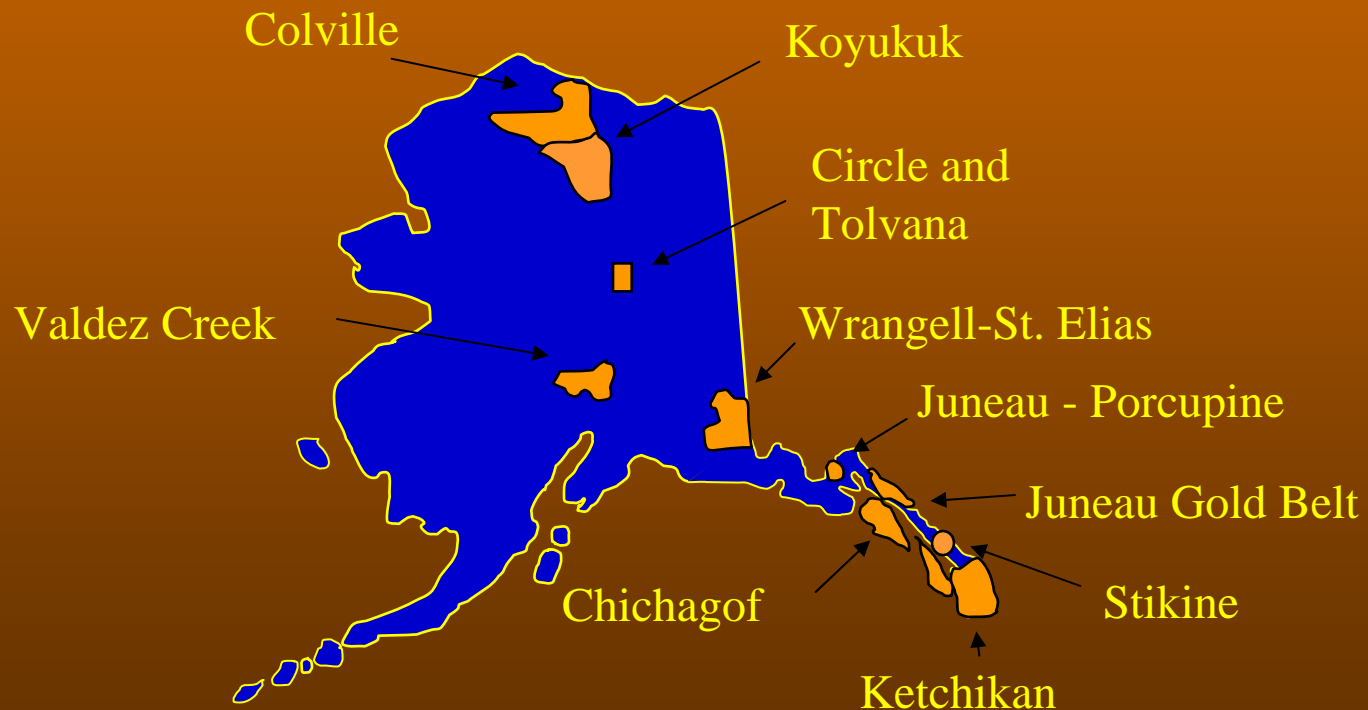 Colville
Koyukuk
Circle and
Tolvana
Valdez Creek
Wrangell-St. Elias
Juneau - Porcupine
Juneau Gold Belt
Chichagof
Stikine
Ketchikan